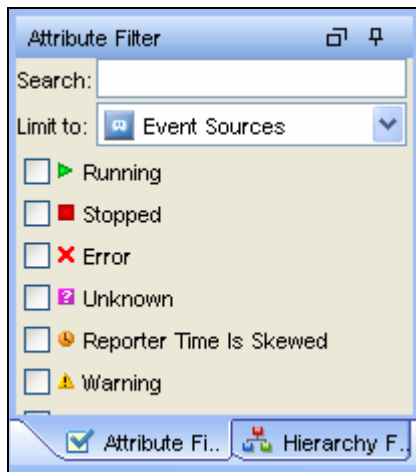 Attribute Filter
Search:
Limit to: Event Sources
Running
Stopped
Error
? Unknown
Reporter Time Is Skewed
Warning
Attribute Fi.. Hierarchy F..